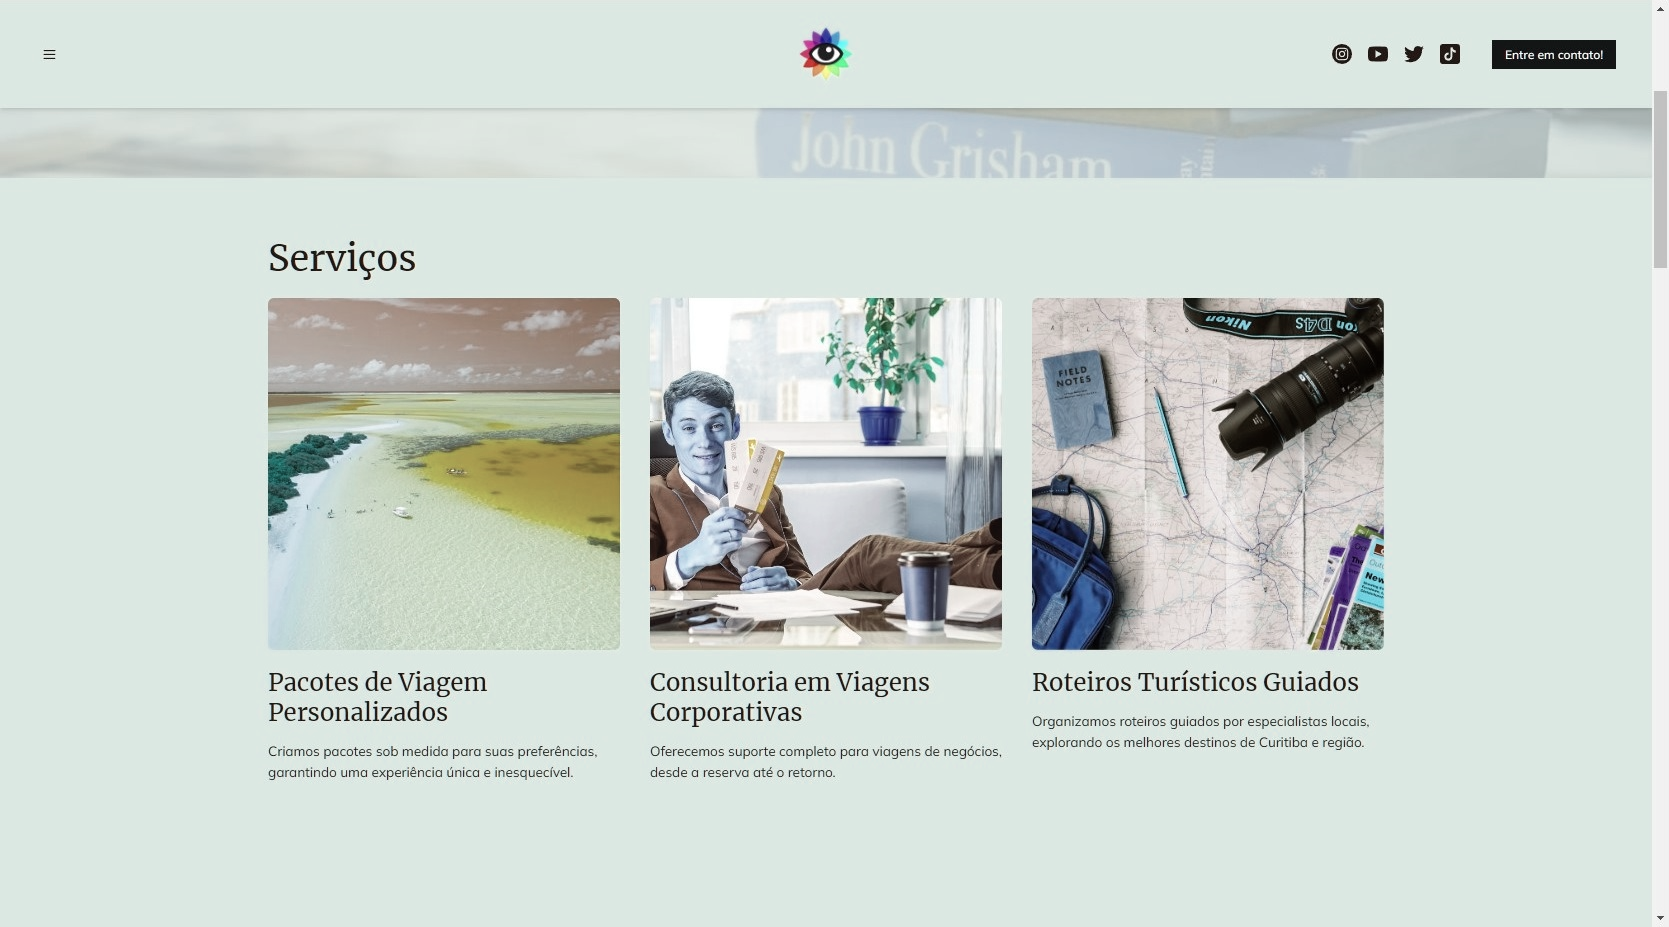 Entre em contato!
John Grisham
Serviços
Nikon D4s
FIELD
NOTES
New
Pacotes de Viagem
Personalizados
Criamos pacotes sob medida para suas preferências,
garantindo uma experiência única e inesquecível.
Consultoria em Viagens
Corporativas
Oferecemos suporte completo para viagens de negócios,
desde a reserva até o retorno.
Roteiros Turísticos Guiados
Organizamos roteiros guiados por especialistas locais,
explorando os melhores destinos de Curitiba e região.